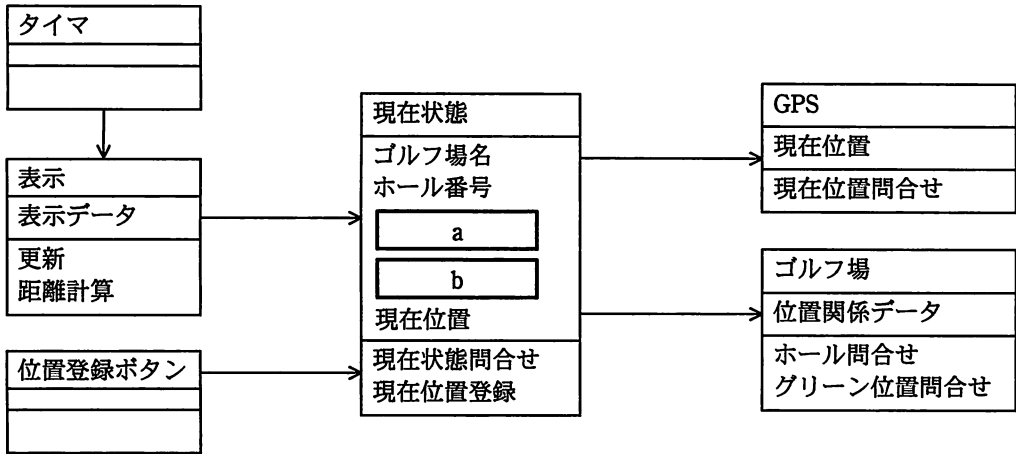 タイマ
表示
表示データ
更新
距離計算
位置登録ボタン
現在状態
ゴルフ場名
ホール番号
a
b
現在位置
現在状態問合せ
現在位置登録
GPS
現在位置
現在位置問合せ
ゴルフ場
位置関係データ
ホール問合せ
グリーン位置問合せ